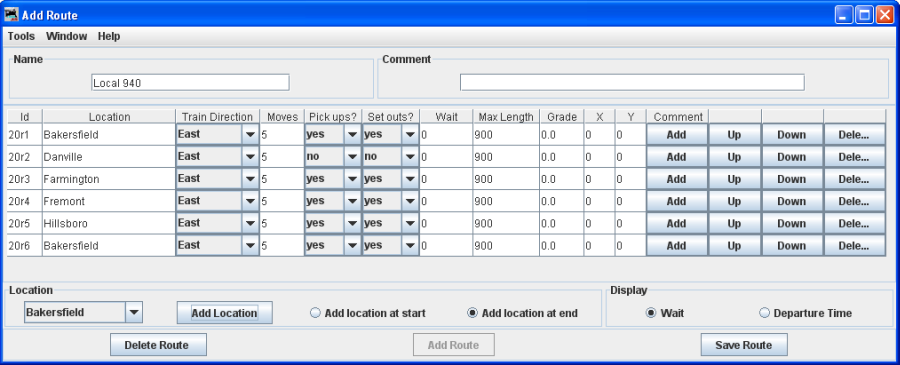 Add Route
Tools Window Help
Name Comment
Local 940
Id Location Train Direction Moves Pick ups? Set outs? Wait Max Length Grade X Y Comment
20r1 Bakersfield East 5 yes yes 0 900 0.0 0 0 Add Up Down Dele...
20r2 Danville East 5 no no 0 900 0.0 0 0 Add Up Down Dele...
20r3 Farmington East 5 yes yes 0 900 0.0 0 0 Add Up Down Dele...
20r4 Fremont East 5 yes yes 0 900 0.0 0 0 Add Up Down Dele...
20r5 Hillsboro East 5 yes yes 0 900 0.0 0 0 Add Up Down Dele...
20r6 Bakersfield East 5 yes yes 0 900 0.0 0 0 Add Up Down Dele...
Location Display
Bakersfield Add Location Add location at start Add location at end Wait Departure Time
Delete Route Add Route Save Route